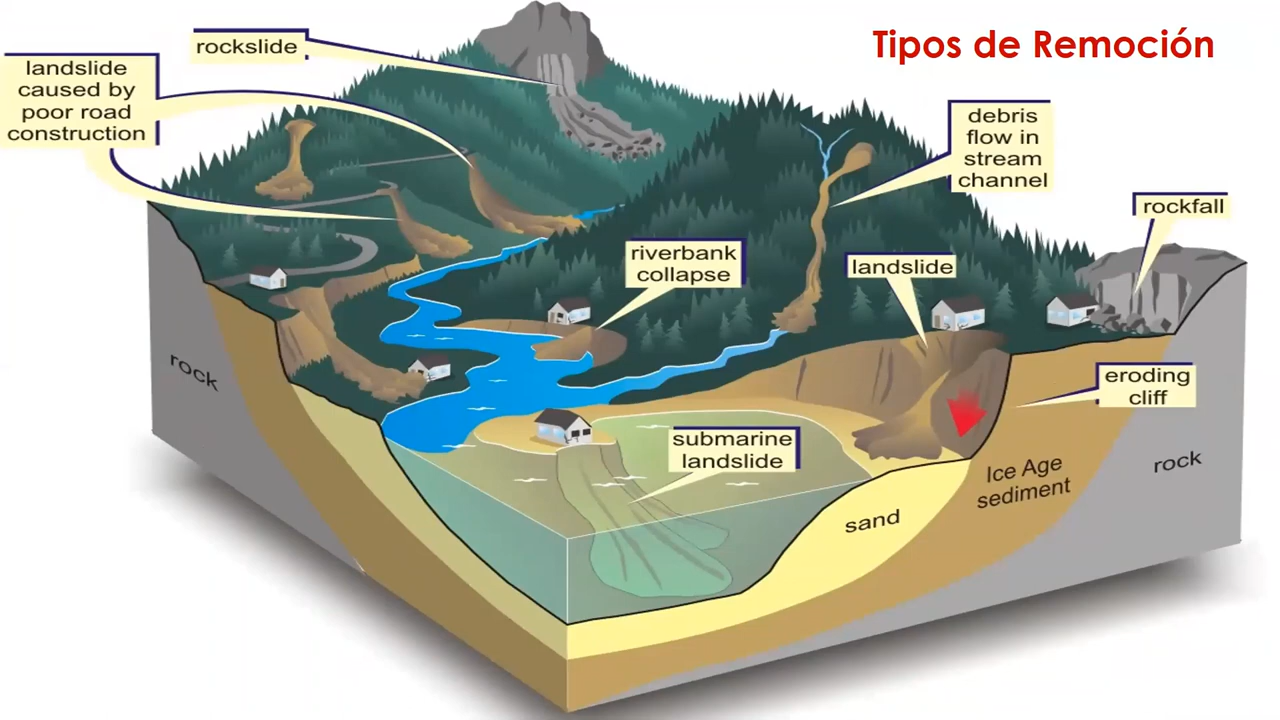 Tipos de Remoción
rockslide
landslide
caused by
poor road
construction
debris
flow in
stream
channel
rockfall
riverbank
collapse
landslide
eroding
cliff
submarine
landslide
rock
Ice Age
sediment
rock
sand